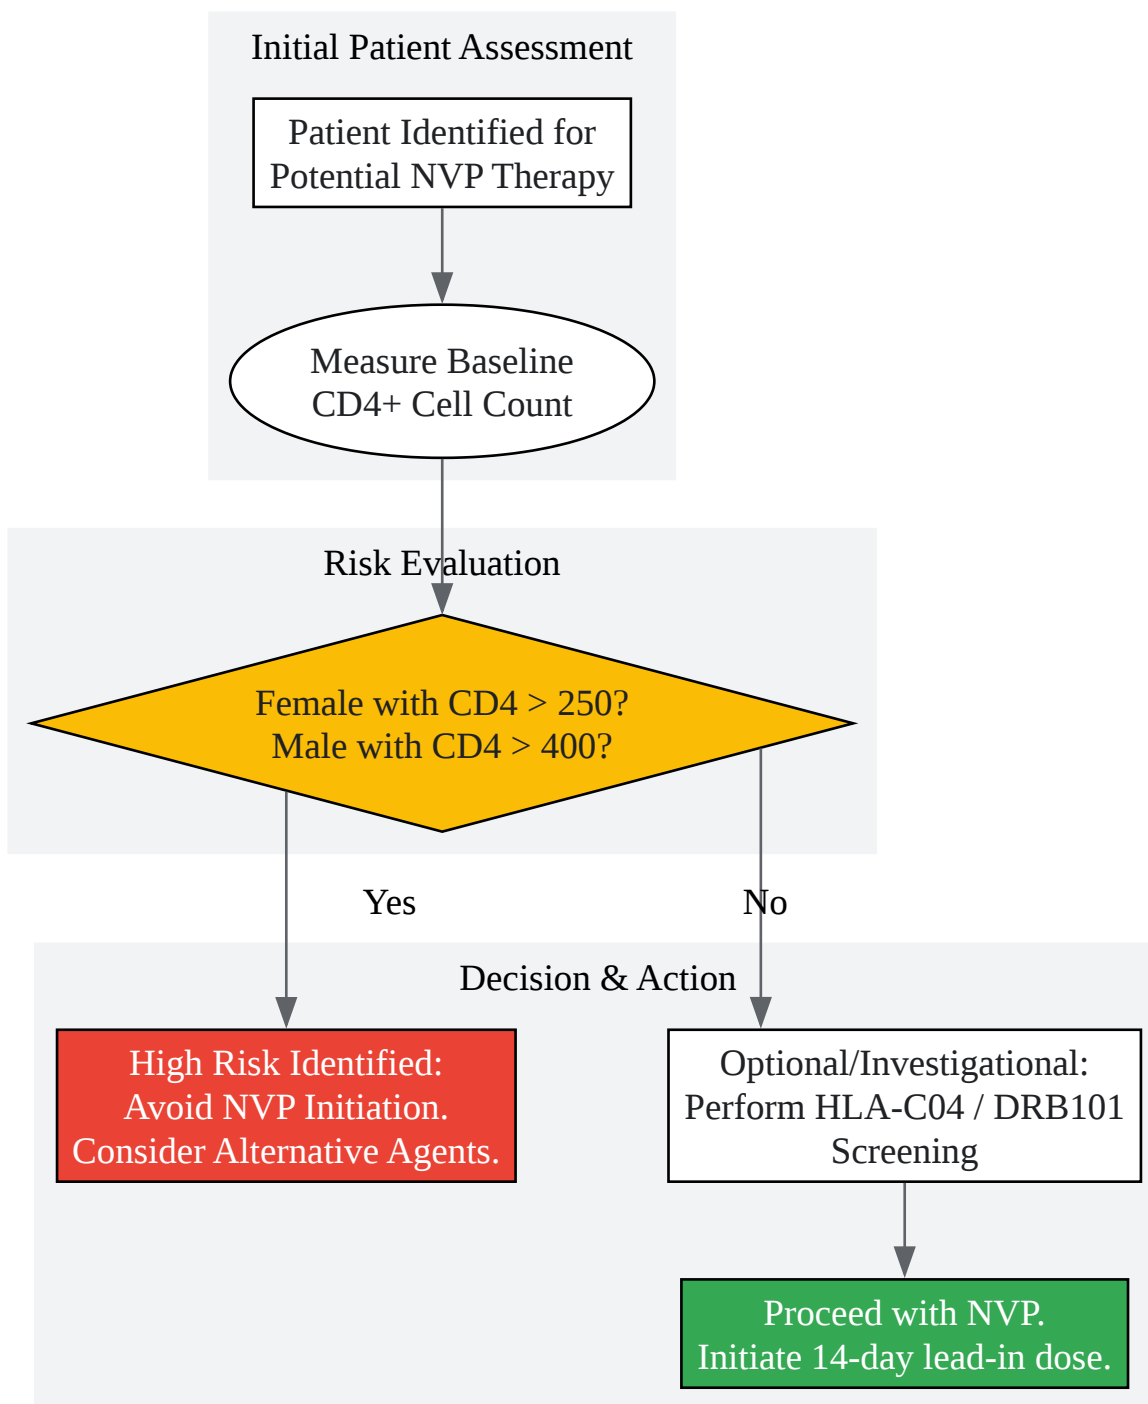 Initial Patient Assessment
Patient Identified for
Potential NVP Therapy
Measure Baseline
CD4+ Cell Count
Risk Evaluation
Female with CD4 > 250?
Male with CD4 > 400?
Yes
No
Decision & Action
High Risk Identified:
Avoid NVP Initiation.
Consider Alternative Agents.
Optional/Investigational:
Perform HLA-C04 / DRB101
Screening
Proceed with NVP.
Initiate 14-day lead-in dose.